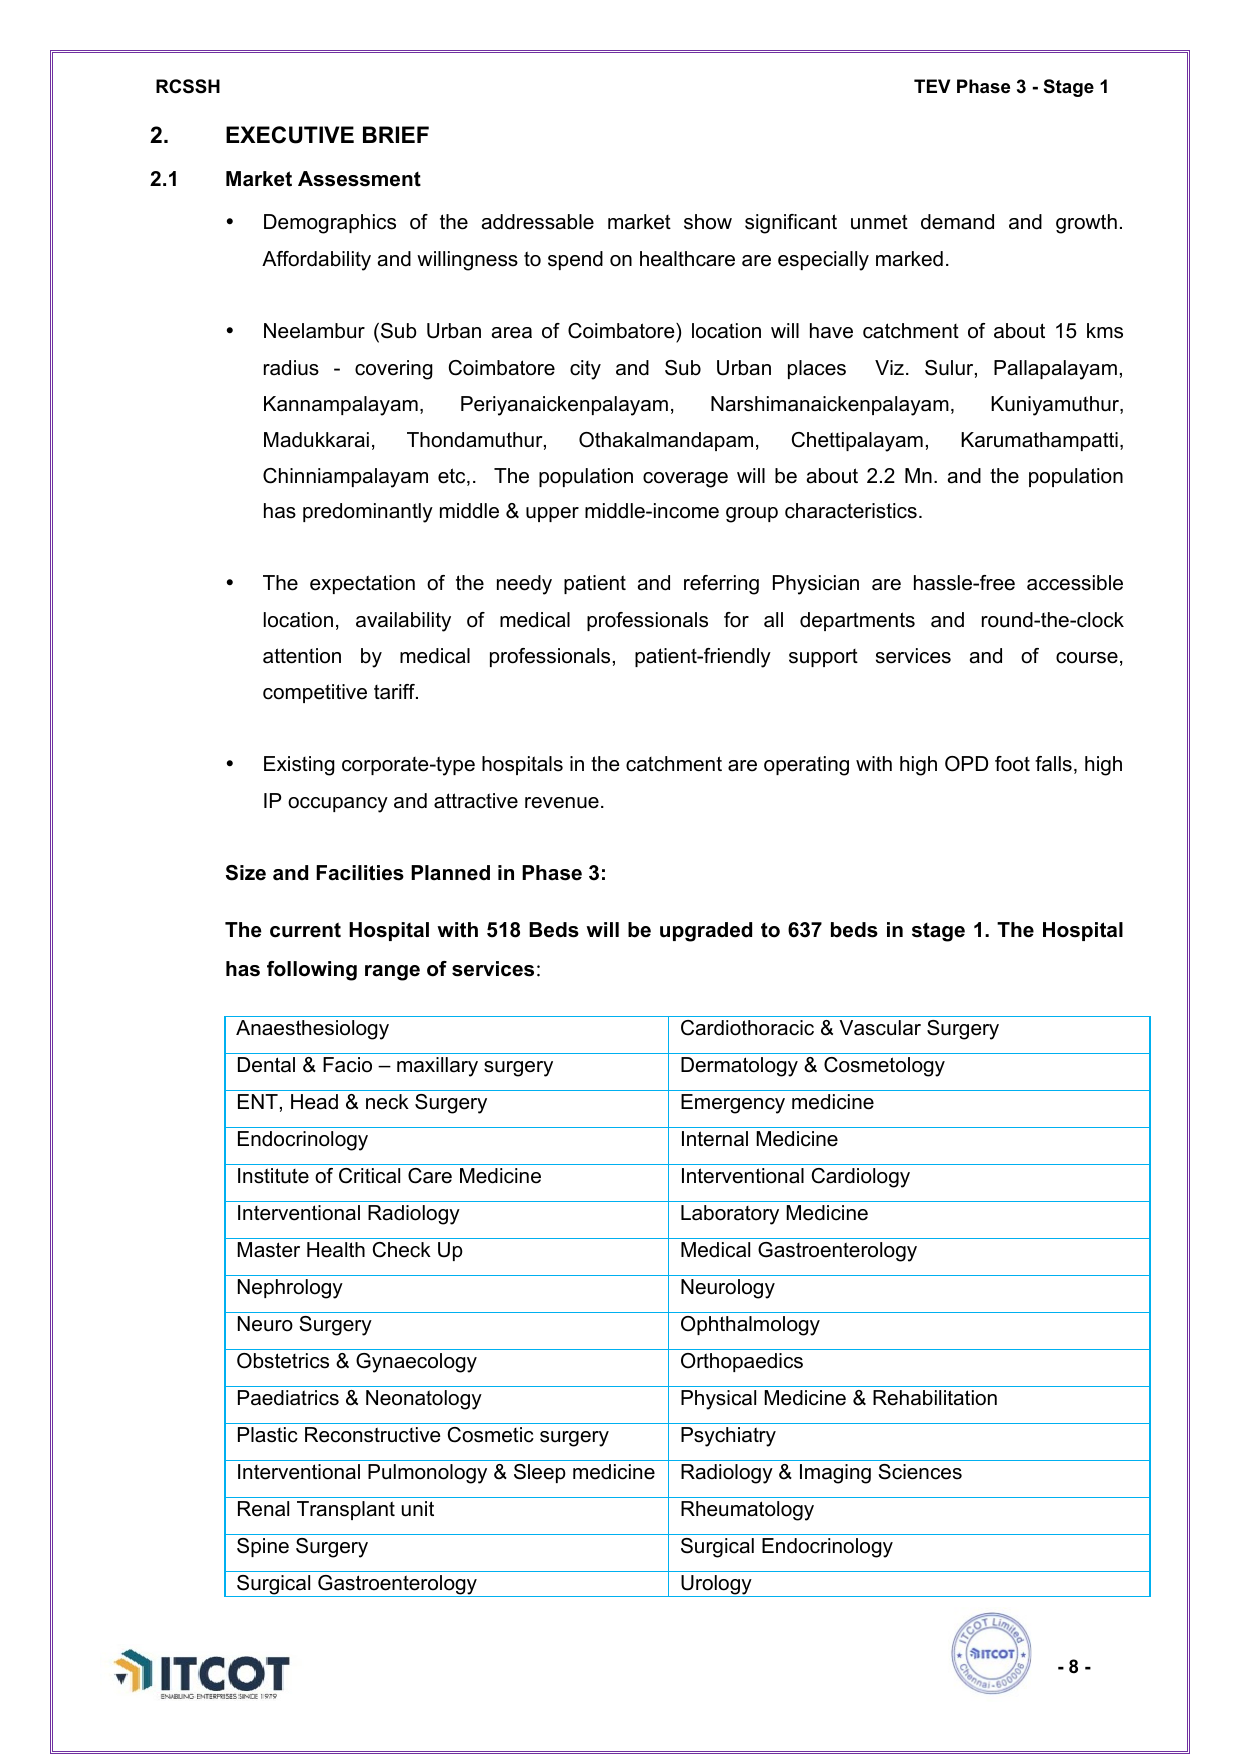 RCSSH TEV Phase 3 - Stage 1
2. EXECUTIVE BRIEF
2.1 Market Assessment
• Demographics of the addressable market show significant unmet demand and growth.
Affordability and willingness to spend on healthcare are especially marked.
• Neelambur (Sub Urban area of Coimbatore) location will have catchment of about 15 kms
radius - covering Coimbatore city and Sub Urban places Viz. Sulur, Pallapalayam,
Kannampalayam, Periyanaickenpalayam, Narshimanaickenpalayam, Kuniyamuthur,
Madukkarai, Thondamuthur, Othakalmandapam, Chettipalayam, Karumathampatti,
Chinniampalayam etc,. The population coverage will be about 2.2 Mn. and the population
has predominantly middle & upper middle-income group characteristics.
• The expectation of the needy patient and referring Physician are hassle-free accessible
location, availability of medical professionals for all departments and round-the-clock
attention by medical professionals, patient-friendly support services and of course,
competitive tariff.
• Existing corporate-type hospitals in the catchment are operating with high OPD foot falls, high
IP occupancy and attractive revenue.
Size and Facilities Planned in Phase 3:
The current Hospital with 518 Beds will be upgraded to 637 beds in stage 1. The Hospital
has following range of services:
Anaesthesiology Cardiothoracic & Vascular Surgery
Dental & Facio – maxillary surgery Dermatology & Cosmetology
ENT, Head & neck Surgery Emergency medicine
Endocrinology Internal Medicine
Institute of Critical Care Medicine Interventional Cardiology
Interventional Radiology Laboratory Medicine
Master Health Check Up Medical Gastroenterology
Nephrology Neurology
Neuro Surgery Ophthalmology
Obstetrics & Gynaecology Orthopaedics
Paediatrics & Neonatology Physical Medicine & Rehabilitation
Plastic Reconstructive Cosmetic surgery Psychiatry
Interventional Pulmonology & Sleep medicine Radiology & Imaging Sciences
Renal Transplant unit Rheumatology
Spine Surgery Surgical Endocrinology
Surgical Gastroenterology Urology
ITCOT
ENABLING ENTERPRISES SINCE 1979
ITCOT Limited
ITCOT
Chennai-600006
- 8 -